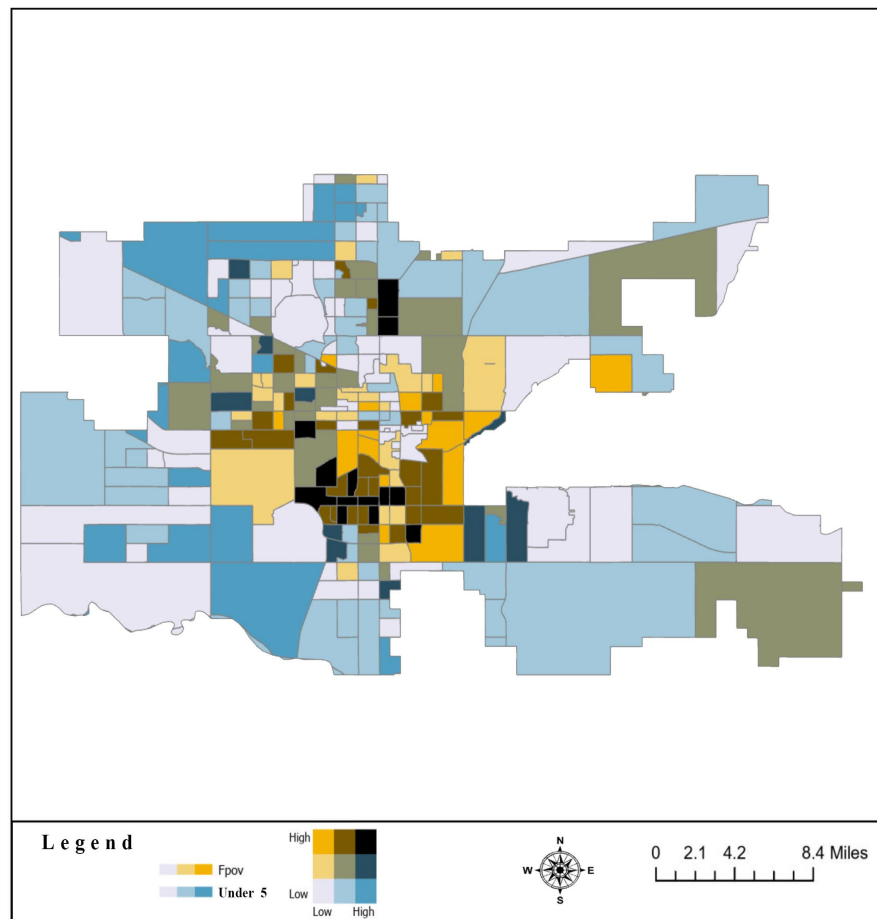 Legend
Fpov
Under 5
High
Low
Low High
N
W E
S
0 2.1 4.2 8.4 Miles